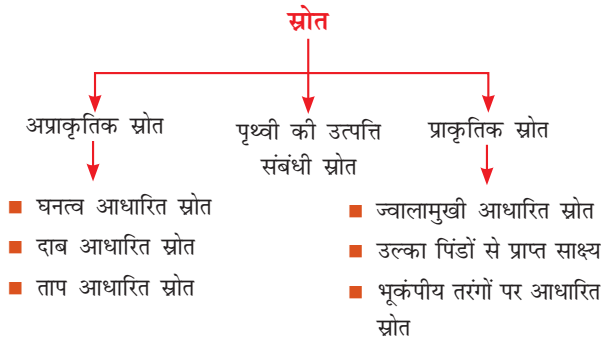 स्रोत
अप्राकृतिक स्रोत
पृथ्वी की उत्पत्ति
संबंधी स्रोत
प्राकृतिक स्रोत
घनत्व आधारित स्रोत
दाब आधारित स्रोत
ताप आधारित स्रोत
ज्वालामुखी आधारित स्रोत
उल्का पिंडों से प्राप्त साक्ष्य
भूकंपीय तरंगों पर आधारित
स्रोत